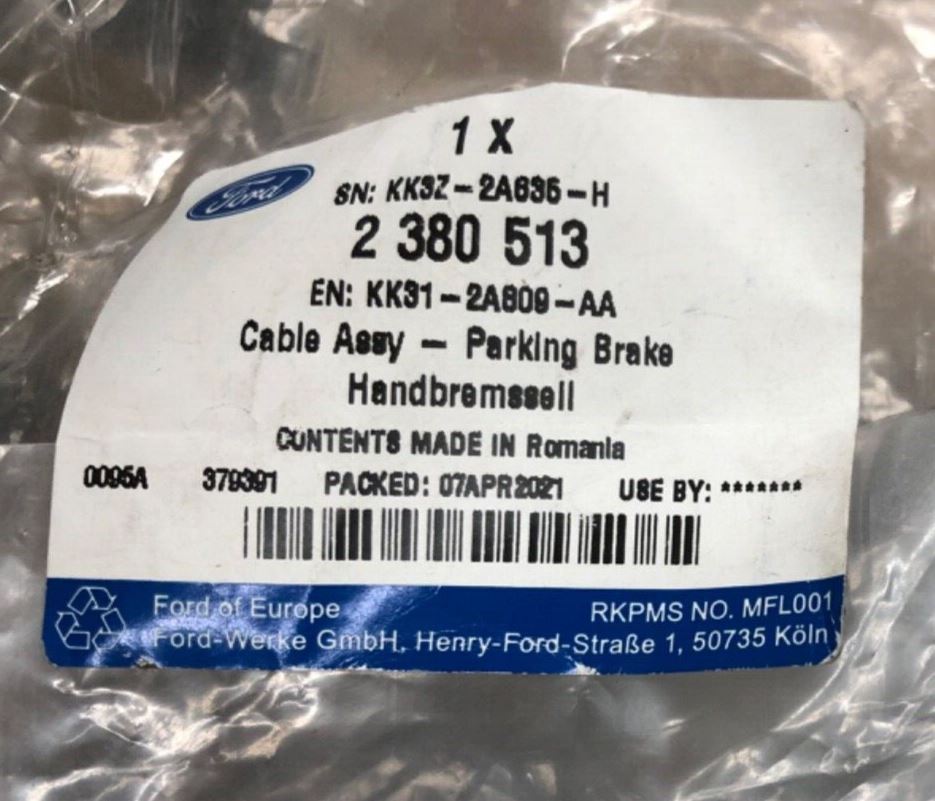 1 X
Ford
SN: KK3Z-2A635-H
2 380 513
EN: KK31-2A809-AA
Cable Assy - Parking Brake
Handbremsseil
CONTENTS MADE IN Romania
0095A 379391 PACKED: 07APR2021 USE BY: *******
Ford of Europe RKPMS NO. MFL001
Ford-Werke GmbH, Henry-Ford-Straße 1, 50735 Köln